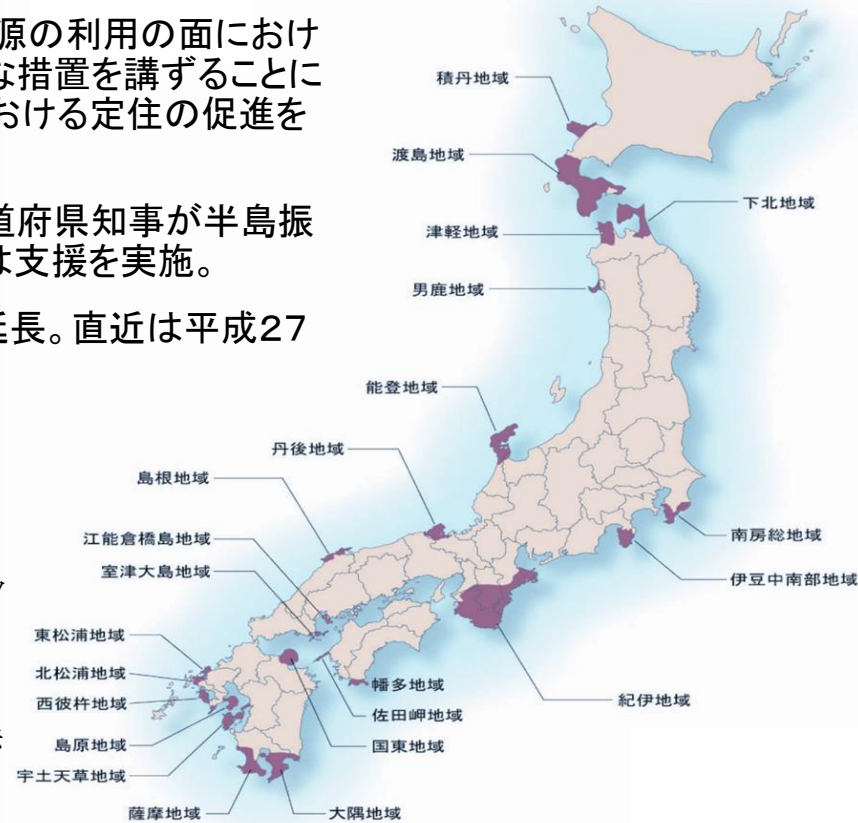 源の利用の面におけ
な措置を講ずることに
おける定住の促進を
道府県知事が半島振
は支援を実施。
延長。直近は平成27
積丹地域
渡島地域
下北地域
津軽地域
男鹿地域
能登地域
丹後地域
島根地域
江能倉橋島地域
室津大島地域
南房総地域
伊豆中南部地域
東松浦地域
北松浦地域
西彼杵地域
島原地域
宇土天草地域
幡多地域
佐田岬地域
国東地域
紀伊地域
薩摩地域
大隅地域